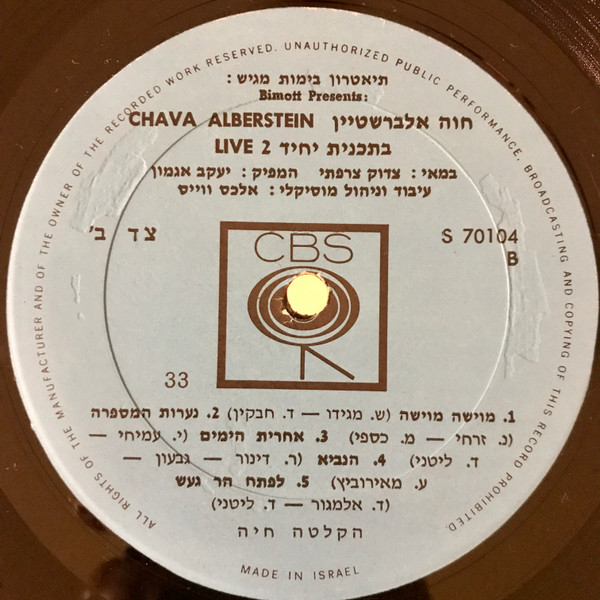 ALL RIGHTS OF THE MANUFACTURER AND OF THE OWNER OF THE RECORDED WORK RESERVED. UNAUTHORIZED PUBLIC PERFORMANCE, BROADCASTING AND COPYING OF THIS RECORD PROHIBITED.
תיאטרון בימות מגיש:
Bimott Presents:
חוה אלברשטיין CHAVA ALBERSTEIN
בתכנית יחיד LIVE 2
במאי: צדוק צרפתי המפיק: יעקב אגמון
עיבוד וניהול מוסיקלי: אלכס ווייס
צד ב'
S 70104
B
CBS
33
1. מוישה מוישה (ש. מגידו — ד. חבקין) 2. נערות המספרה
(נ. זרחי — מ. כספי) 3. אחרית הימים (י. עמיחי —
ד. ליטני) 4. הנביא (ר. דינור — גבעון —
ע. מאירוביץ) 5. לפתח הר געש
(ד. אלמגור — ד. ליטני)
הקלטה חיה
MADE IN ISRAEL